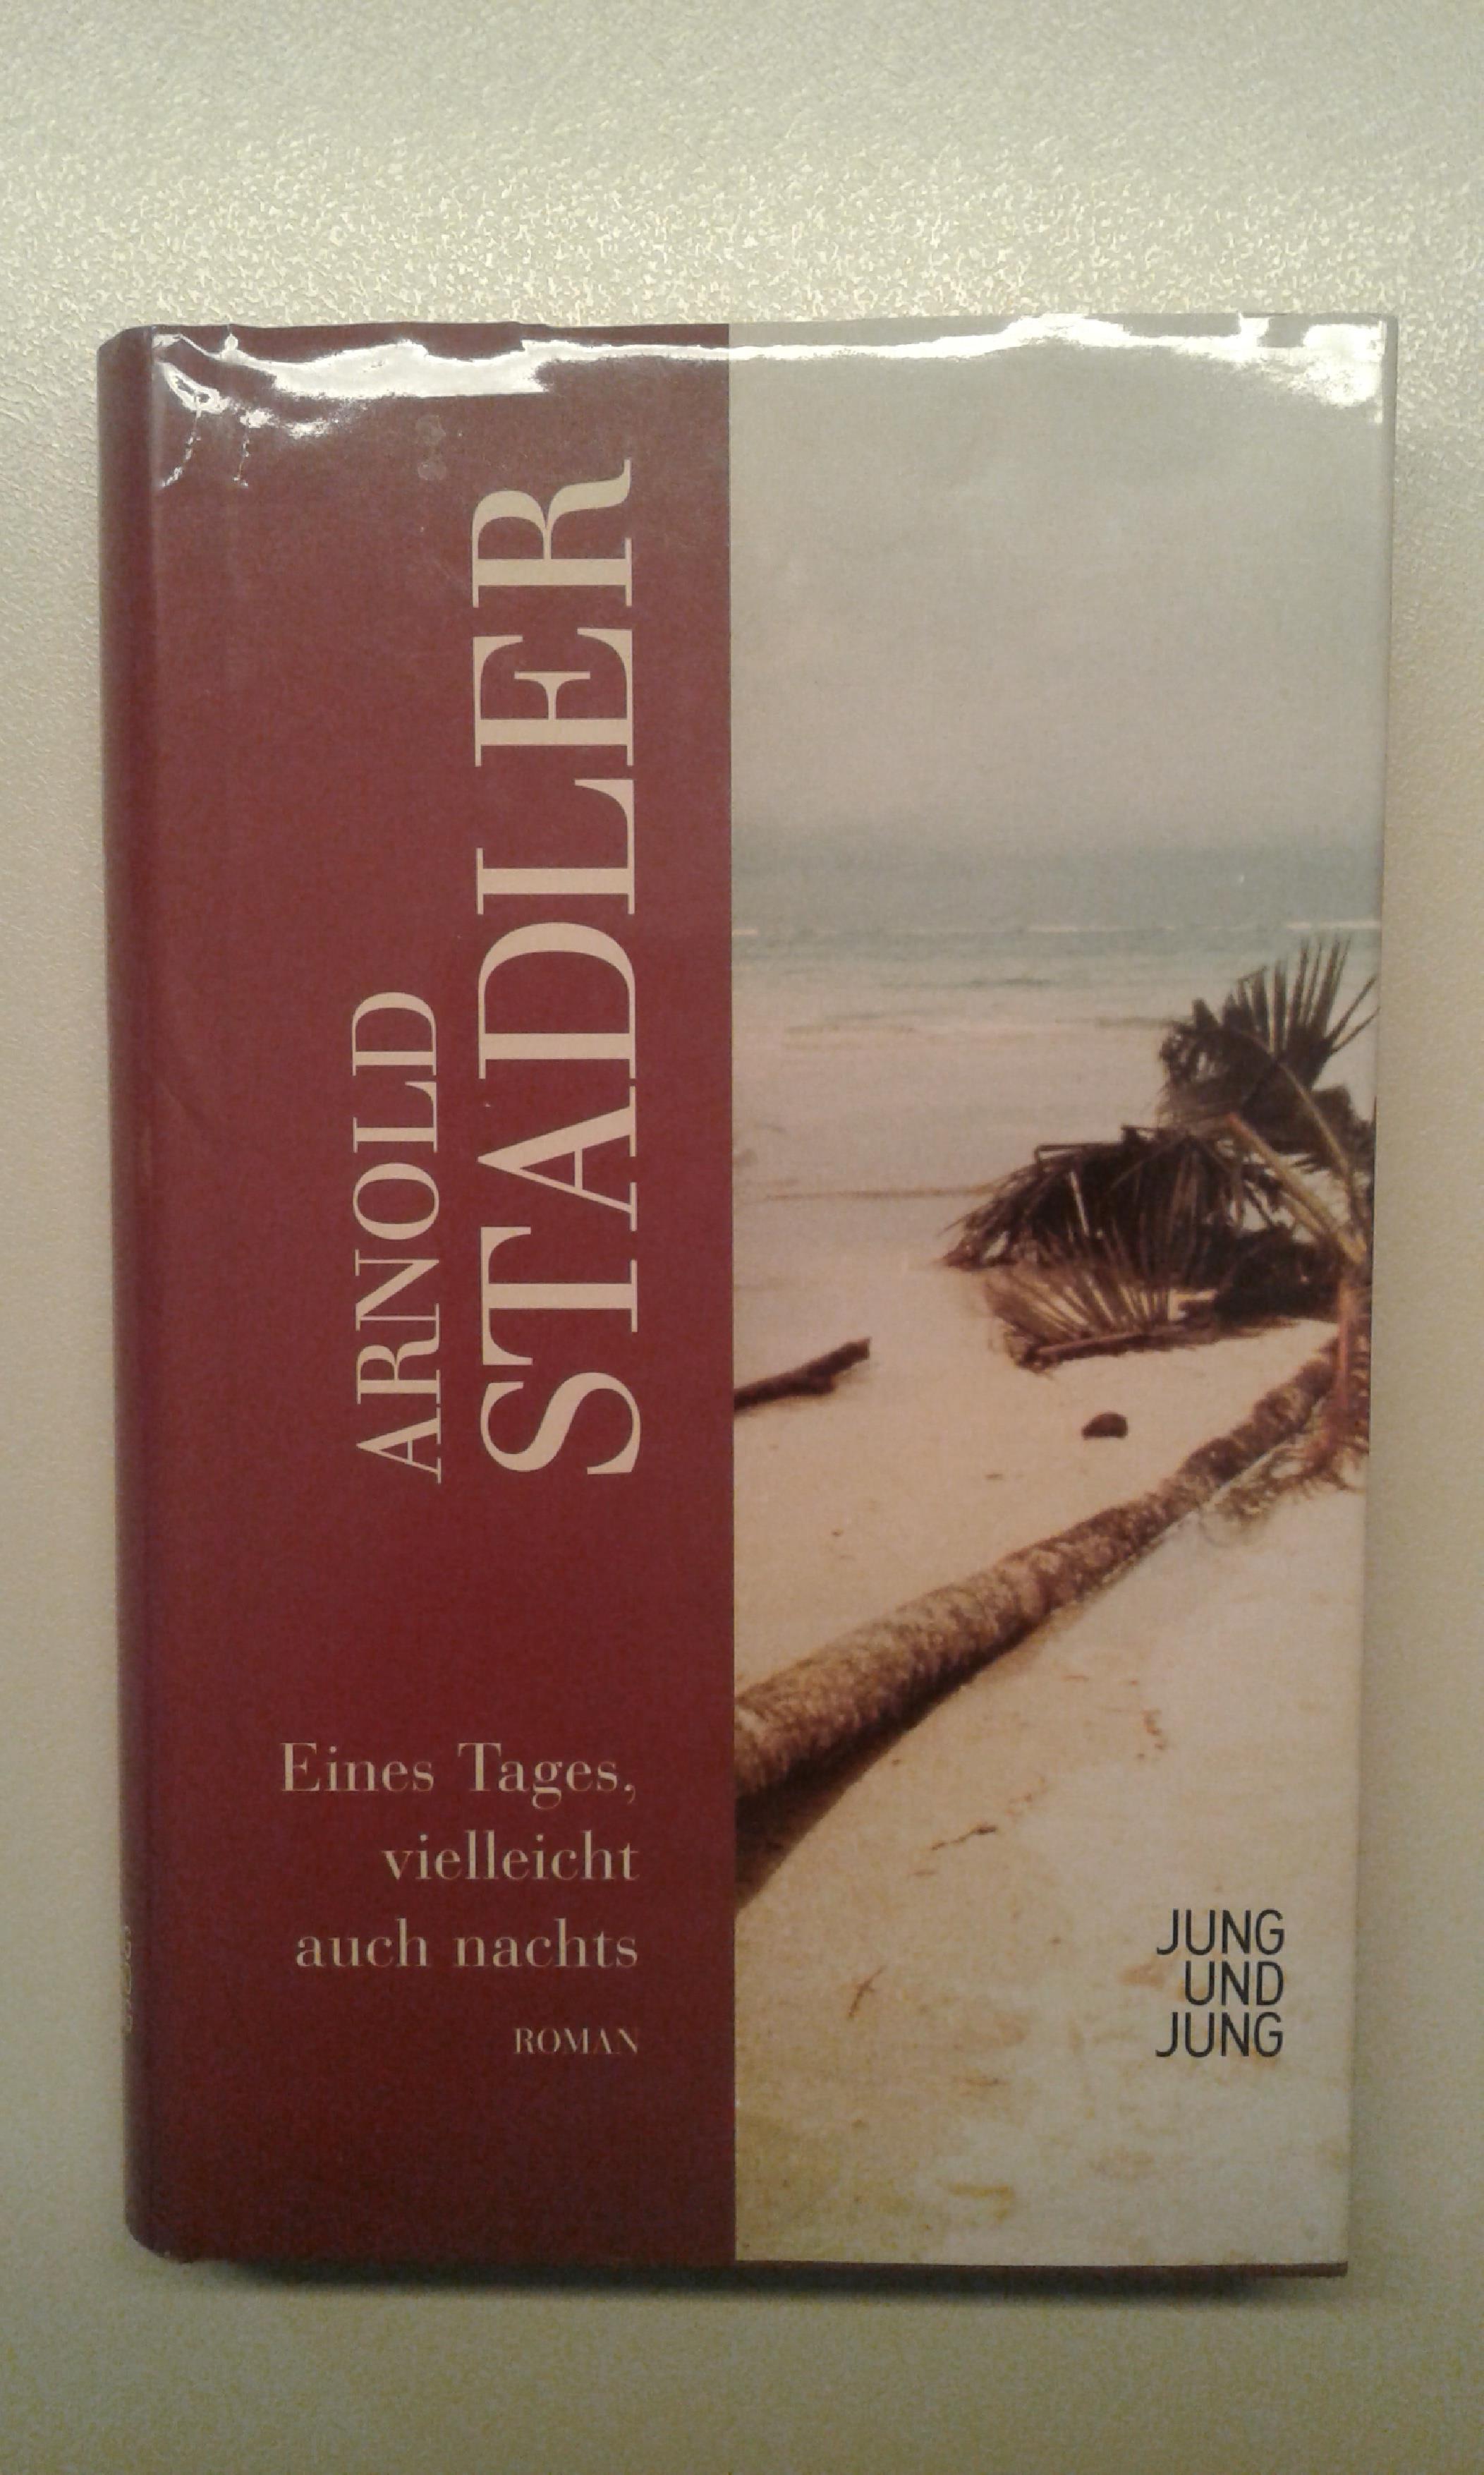 ARNOLD
STADLER
Eines Tages,
vielleicht
auch nachts
ROMAN
JUNG
UND
JUNG